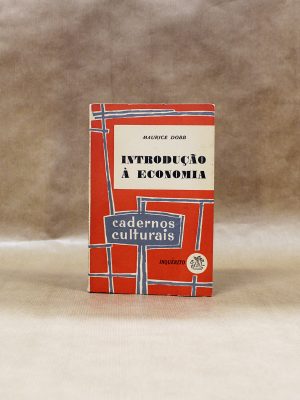 MAURICE DOBB
INTRODUÇÃO
À ECONOMIA
cadernos
culturais
INQUÉRITO